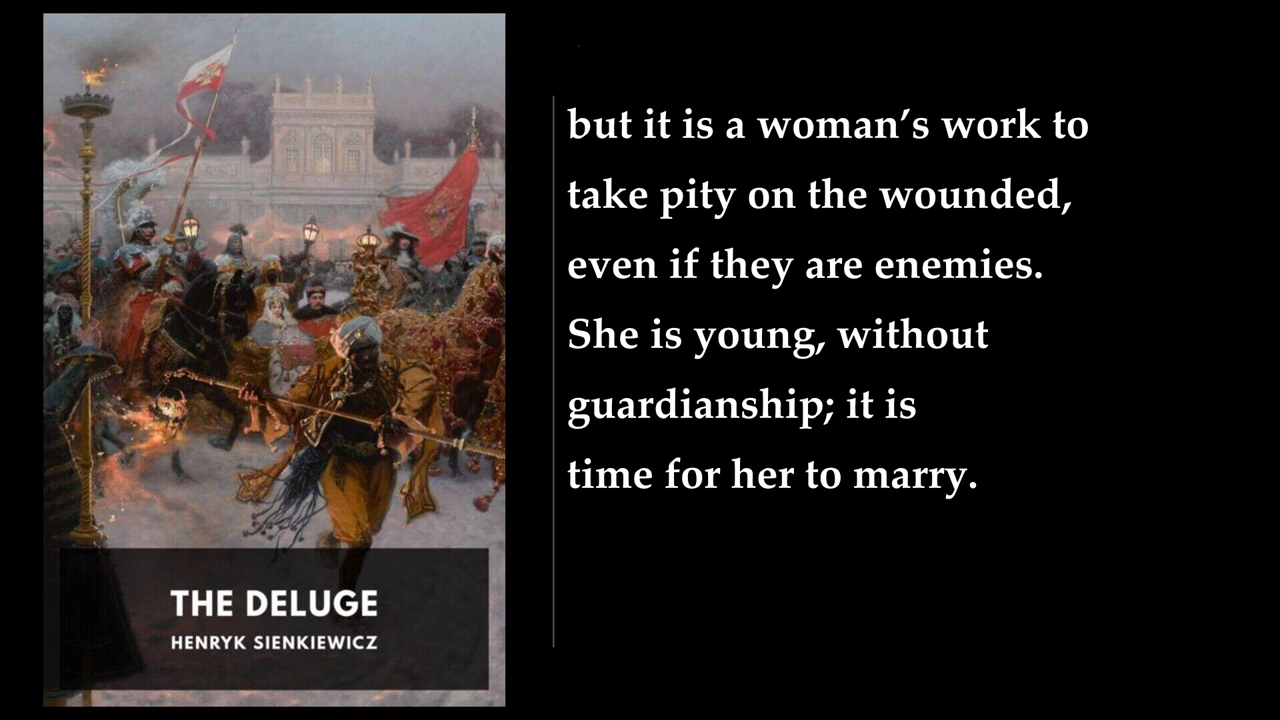 THE DELUGE
HENRYK SIENKIEWICZ
but it is a woman’s work to
take pity on the wounded,
even if they are enemies.
She is young, without
guardianship; it is
time for her to marry.